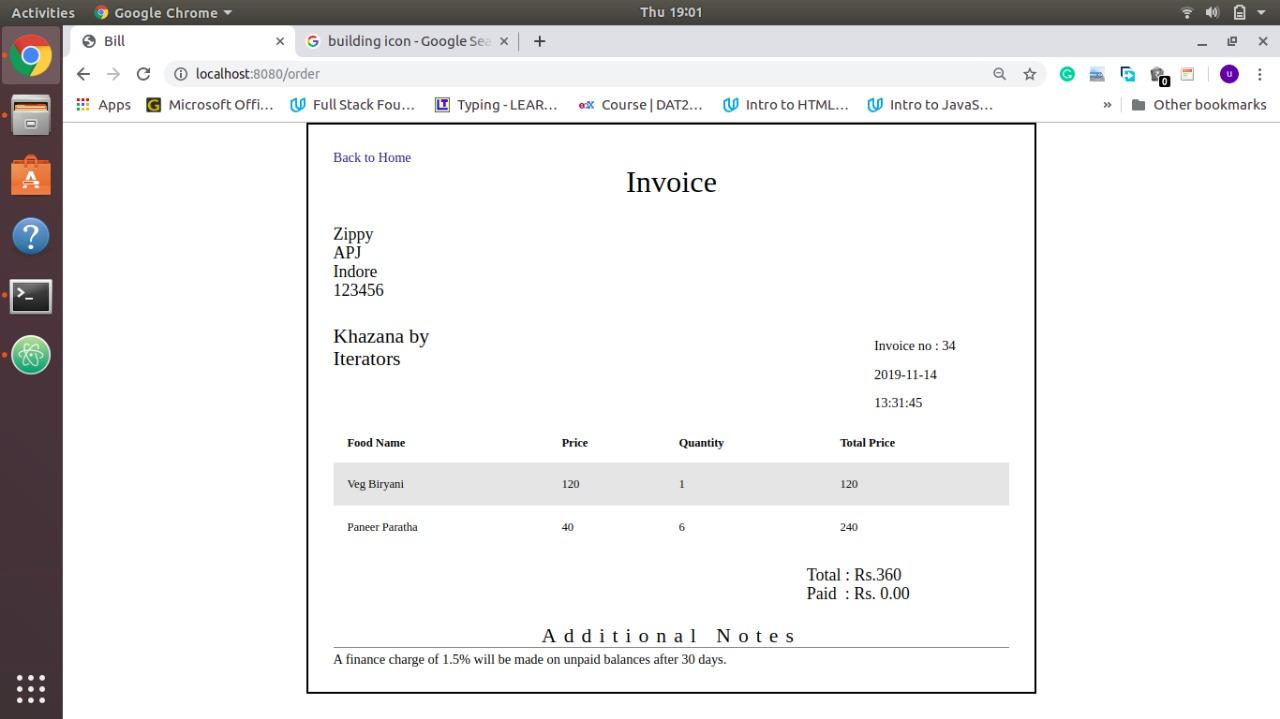 Activities Google Chrome Thu 19:01
Bill building icon - Google Sea
localhost:8080/order
Apps Microsoft Offi... Full Stack Fou... Typing - LEAR... Course | DAT2... Intro to HTML... Intro to JavaS... » Other bookmarks
Back to Home
Invoice
Zippy
APJ
Indore
123456
Khazana by
Iterators
Invoice no : 34
2019-11-14
13:31:45
Food Name Price Quantity Total Price
Veg Biryani 120 1 120
Paneer Paratha 40 6 240
Total : Rs.360
Paid : Rs. 0.00
Additional Notes
A finance charge of 1.5% will be made on unpaid balances after 30 days.